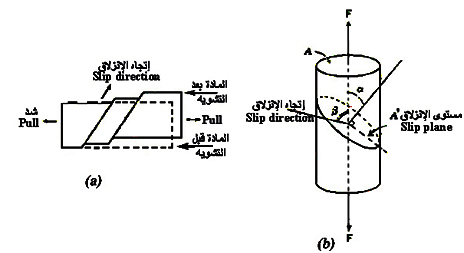 إتجاه الإنزلاق
Slip direction
المادة بعد
التشويه
شد
Pull
Pull
المادة قبل
التشويه
(a)
F
A
α
β
إتجاه الإنزلاق
Slip direction
A'
مستوى الإنزلاق
Slip plane
F
(b)